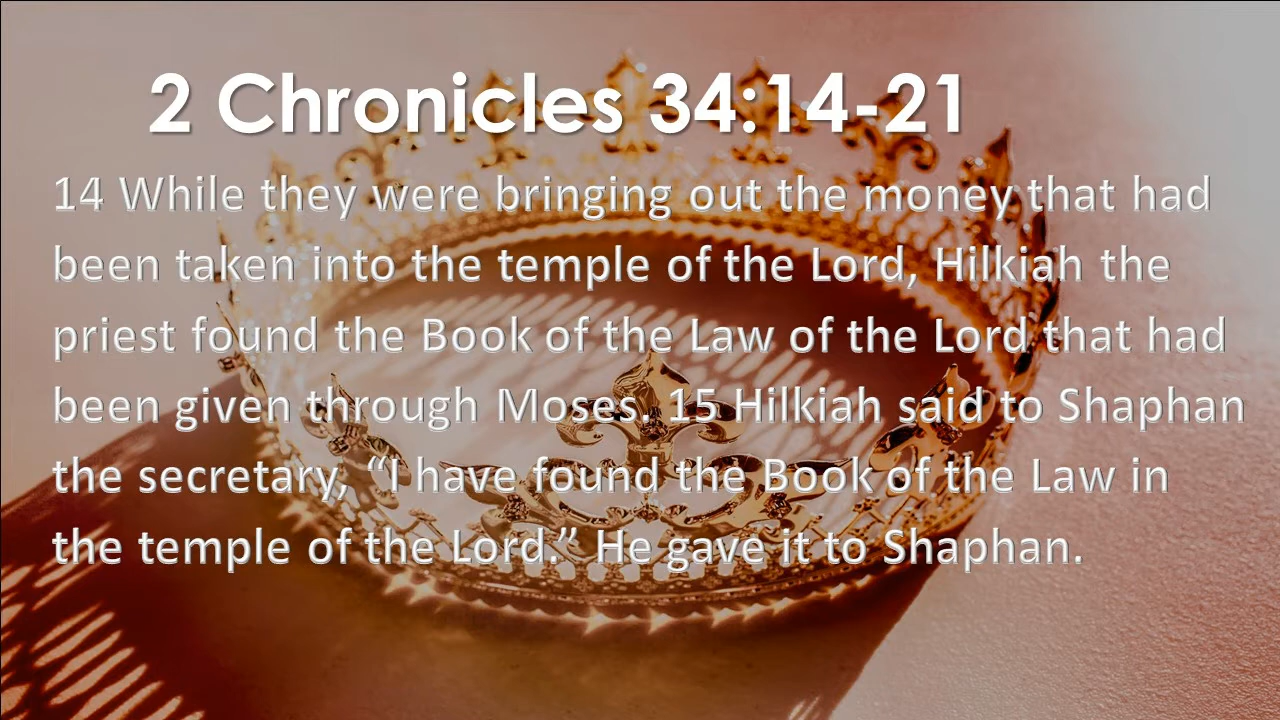 2 Chronicles 34:14-21
14 While they were bringing out the money that had
been taken into the temple of the Lord, Hilkiah the
priest found the Book of the Law of the Lord that had
been given through Moses. 15 Hilkiah said to Shaphan
the secretary, “I have found the Book of the Law in
the temple of the Lord.” He gave it to Shaphan.